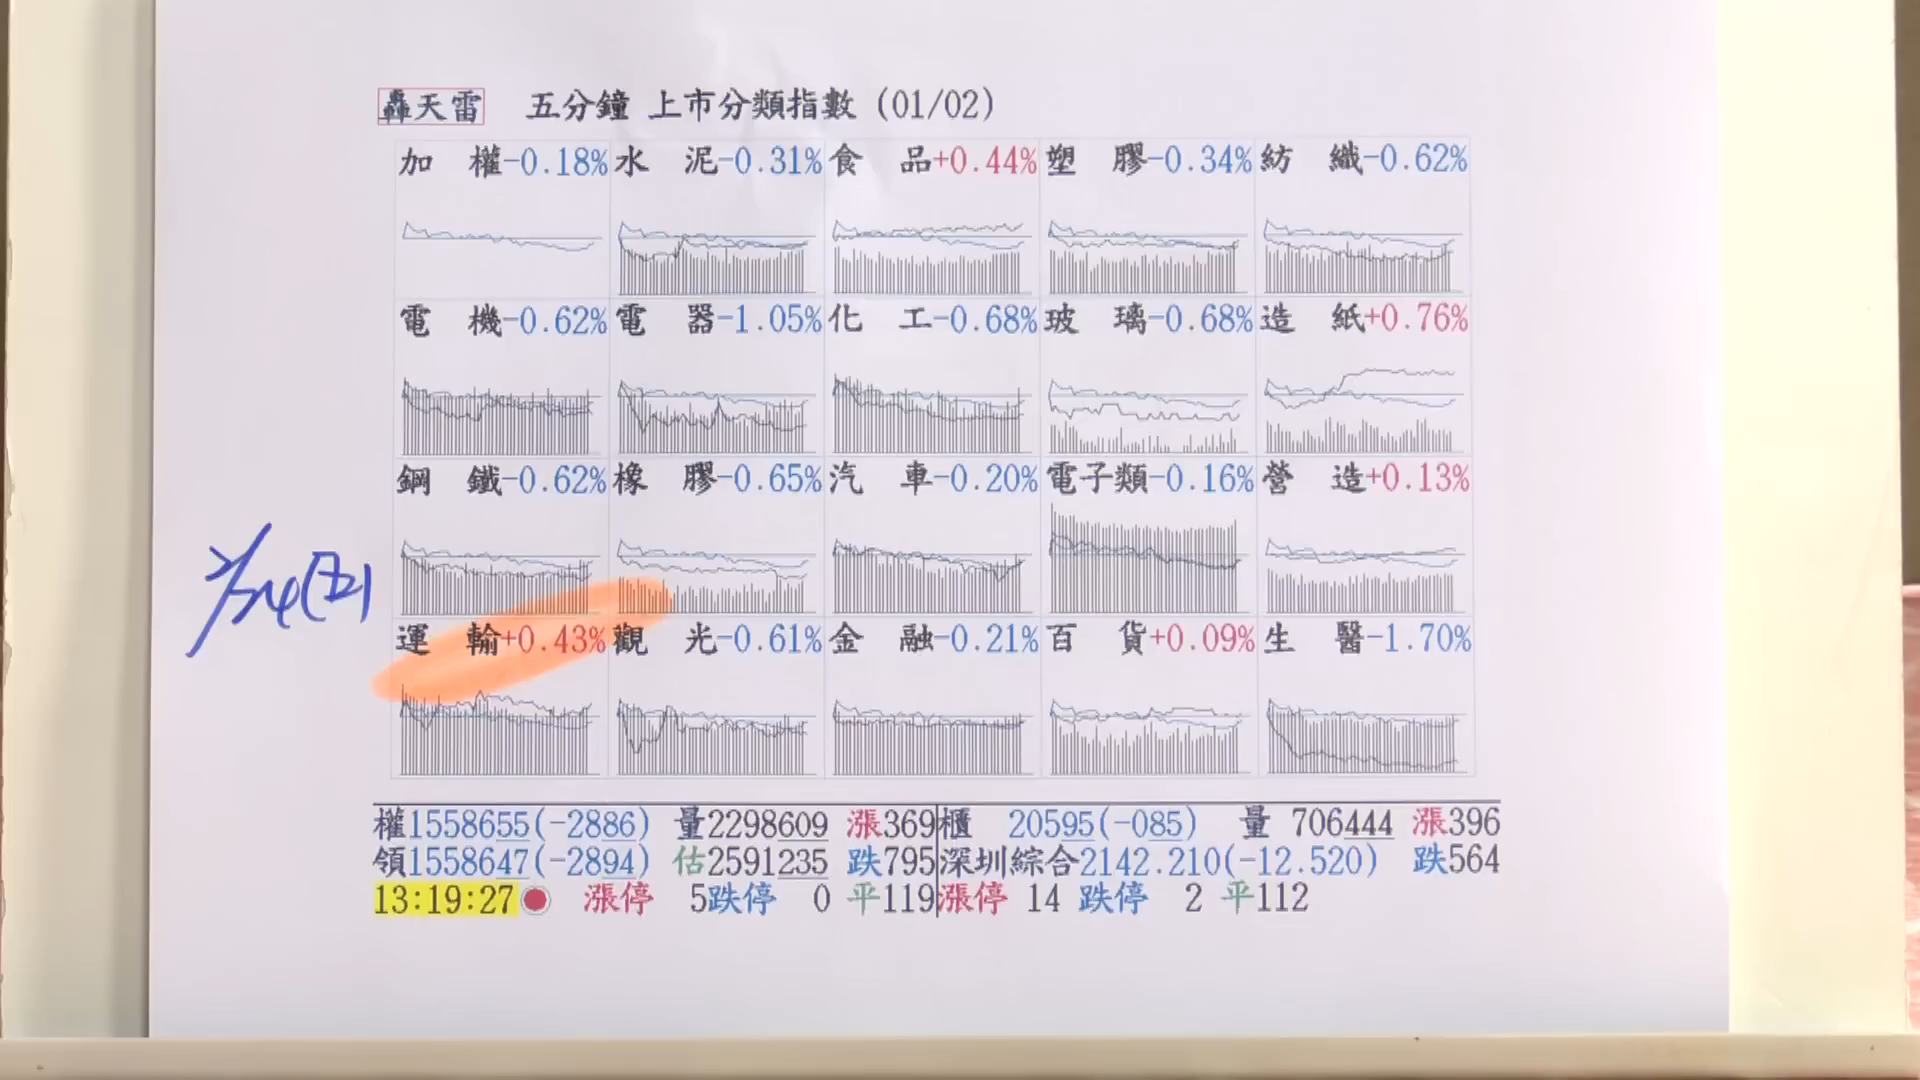 轟天雷 五分鐘 上市分類指數 (01/02)
加 權-0.18% 水 泥-0.31% 食 品+0.44% 塑 膠-0.34% 紡 織-0.62%
電 機-0.62% 電 器-1.05% 化 工-0.68% 玻 璃-0.68% 造 紙+0.76%
鋼 鐵-0.62% 橡 膠-0.65% 汽 車-0.20% 電子類-0.16% 營 造+0.13%
2/24(五)
運 輸+0.43% 觀 光-0.61% 金 融-0.21% 百 貨+0.09% 生 醫-1.70%
權1558655(-2886) 量2298609 漲369 櫃 20595(-085) 量 706444 漲396
領1558647(-2894) 估2591235 跌795 深圳綜合2142.210(-12.520) 跌564
13:19:27 漲停 5跌停 0 平119 漲停 14 跌停 2 平112